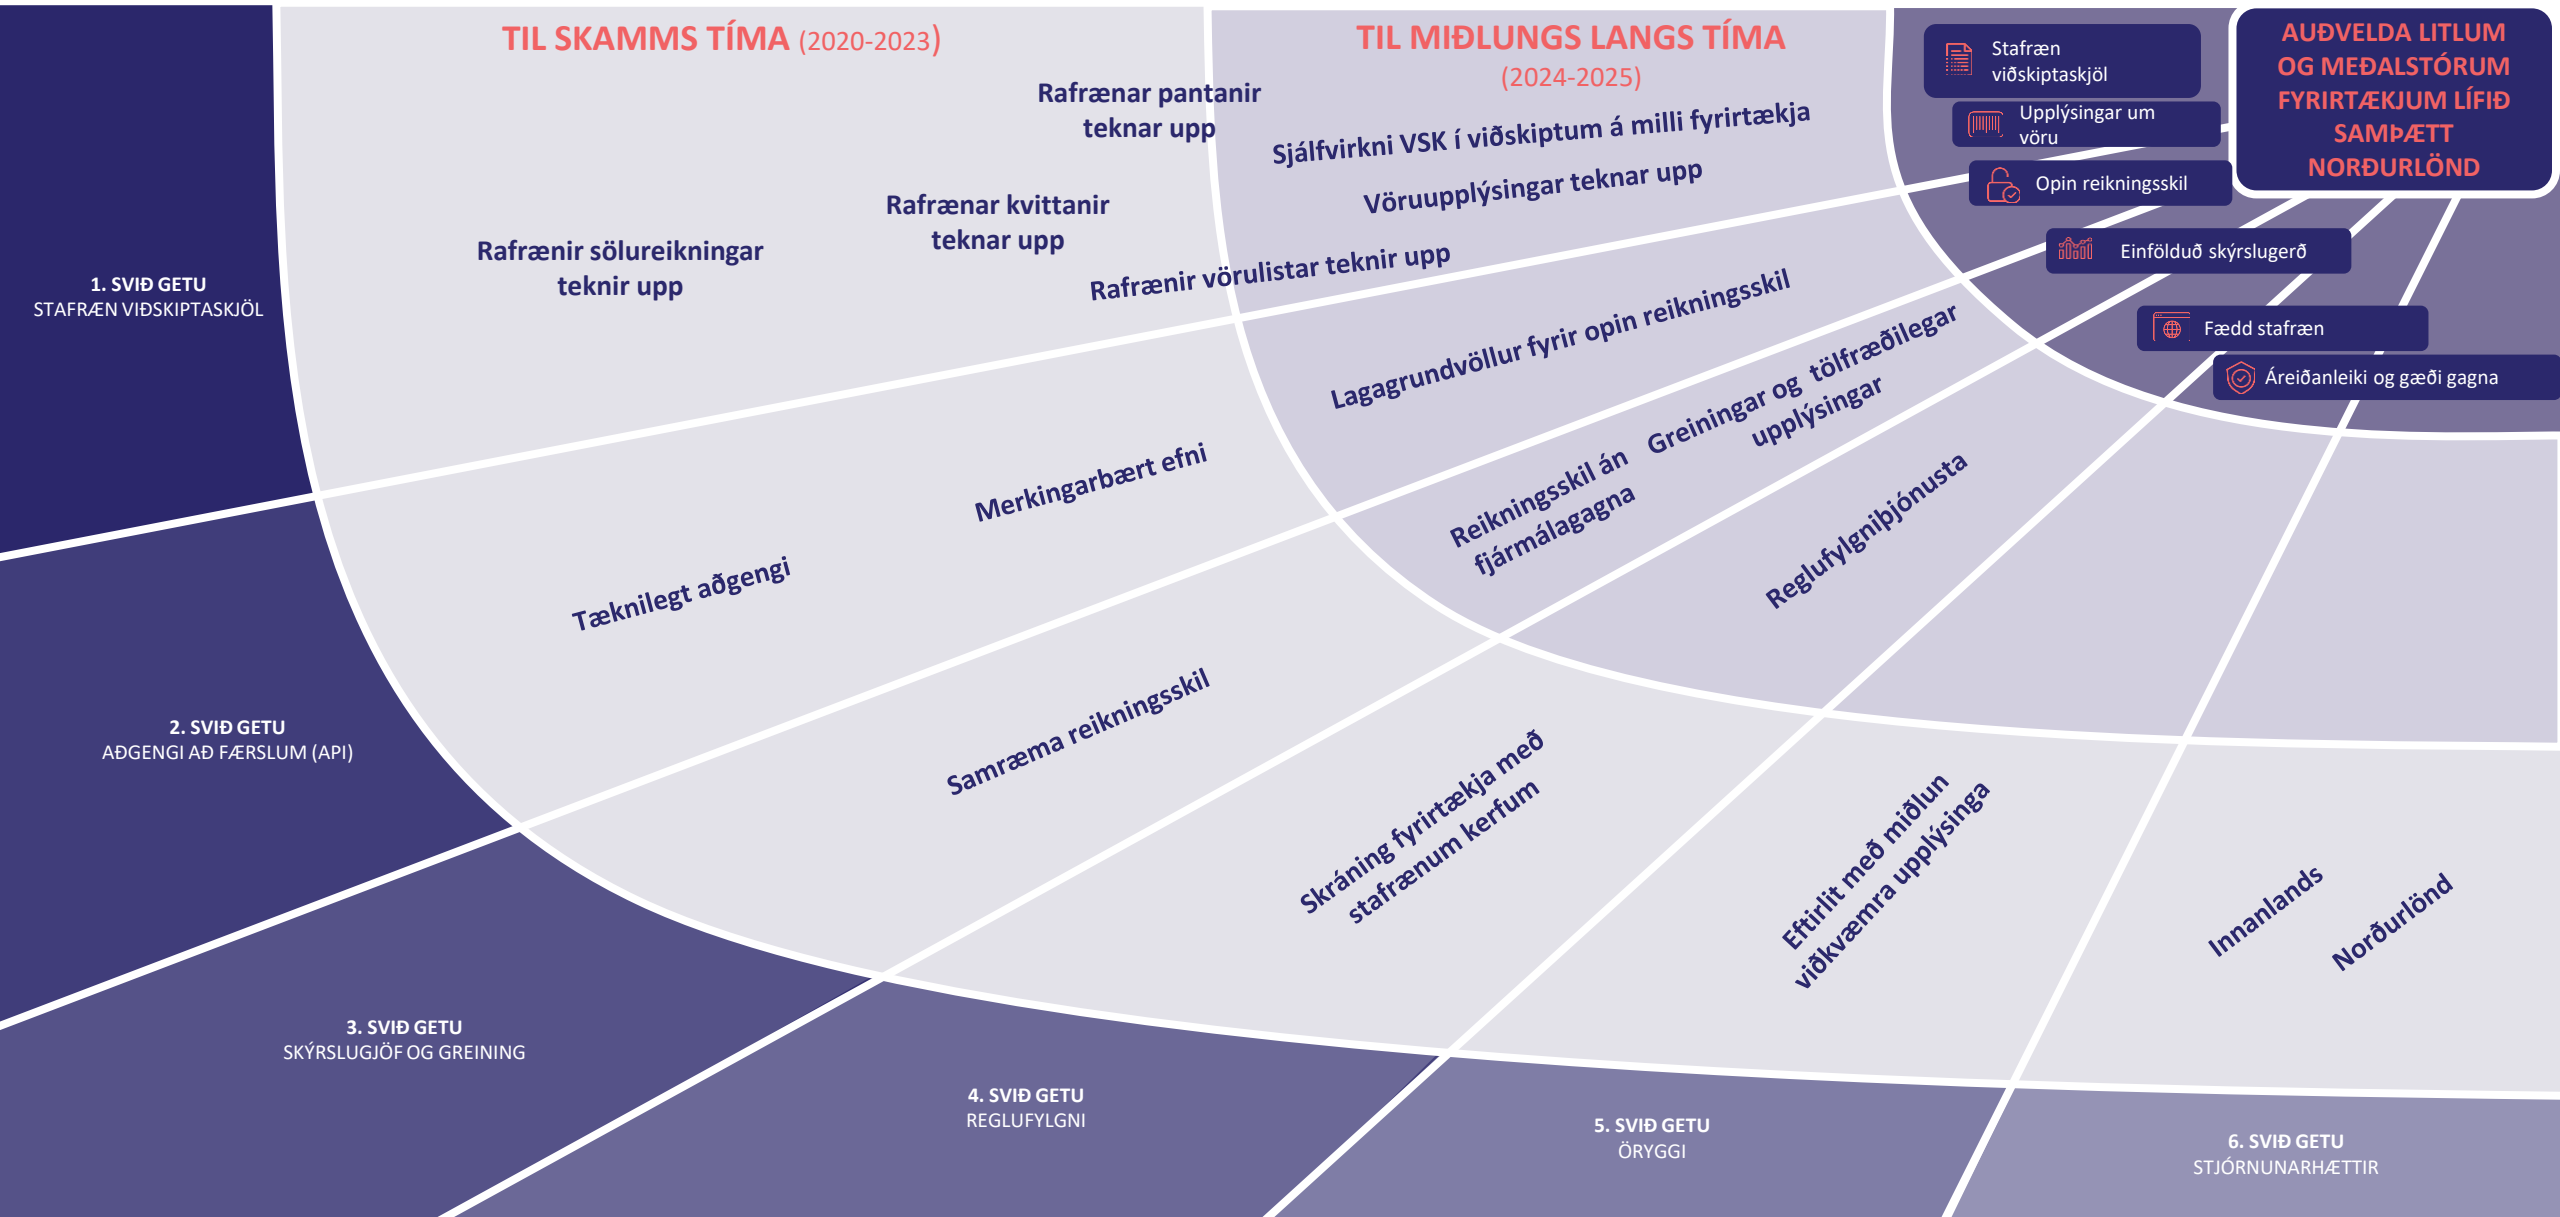 TIL SKAMMS TÍMA (2020-2023)
Rafrænar pantanir
teknar upp
Rafrænar kvittanir
teknar upp
Rafrænir sölureikningar
teknir upp
Rafrænir vörulistar teknir upp
TIL MIÐLUNGS LANGS TÍMA
(2024-2025)
Sjálfvirkni VSK í viðskiptum á milli fyrirtækja
Vöruupplýsingar teknar upp
Stafræn
viðskiptaskjöl
Upplýsingar um
vöru
Opin reikningsskil
Einfölduð skýrslugerð
Fædd stafræn
Áreiðanleiki og gæði gagna
AUÐVELDA LITLUM
OG MEÐALSTÓRUM
FYRIRTÆKJUM LÍFIÐ
SAMÞÆTT
NORÐURLÖND
1. SVIÐ GETU
STAFRÆN VIÐSKIPTASKJÖL
Lagagrundvöllur fyrir opin reikningsskil
Merkingarbært efni
Tæknilegt aðgengi
2. SVIÐ GETU
AÐGENGI AÐ FÆRSLUM (API)
Greiningar og tölfræðilegar
upplýsingar
Reikningsskil án
fjármálagagna
Samræma reikningsskil
3. SVIÐ GETU
SKÝRSLUGJÖF OG GREINING
Reglufylgniþjónusta
Skráning fyrirtækja með
stafrænum kerfum
4. SVIÐ GETU
REGLUFYLGNI
Eftirlit með miðlun
viðkvæmra upplýsinga
5. SVIÐ GETU
ÖRYGGI
Innanlands
Norðurlönd
6. SVIÐ GETU
STJÓRNUNARHÆTTIR